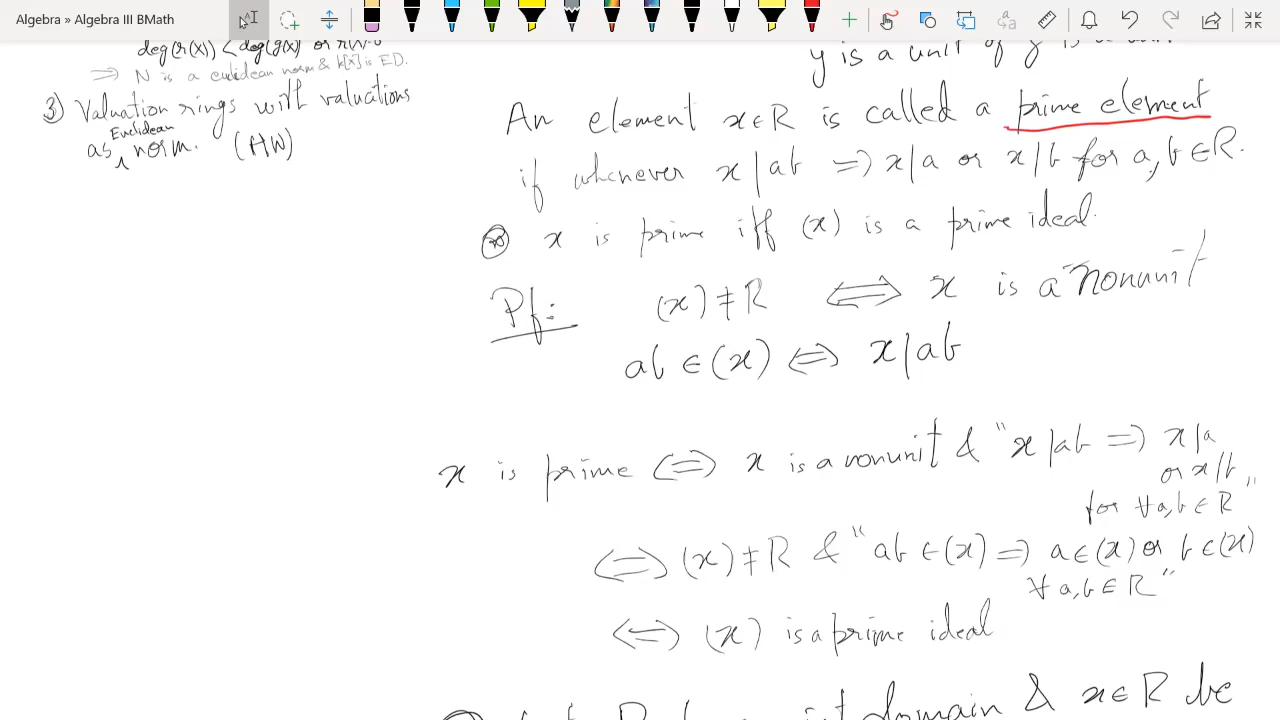 Algebra » Algebra III BMath
deg(r(x)) < deg(g(x)) or r(x)=0
⇒ N is a euclidean norm & k[x] is ED.
3) Valuation rings with valuations
as Euclidean norm. (HW)
y is a unit
An element x∈R is called a prime element
if whenever x|ab ⇒ x|a or x|b for a,b∈R.
⊛ x is prime iff (x) is a prime ideal.
Pf: (x)≠R ⟺ x is a nonunit
ab∈(x) ⟺ x|ab
x is prime ⟺ x is a nonunit & "x|ab ⇒ x|a
or x|b"
for ∀a,b∈R"
⟺ (x)≠R & "ab∈(x) ⇒ a∈(x) or b∈(x)
∀a,b∈R"
⟺ (x) is a prime ideal
R be an int domain & x∈R be